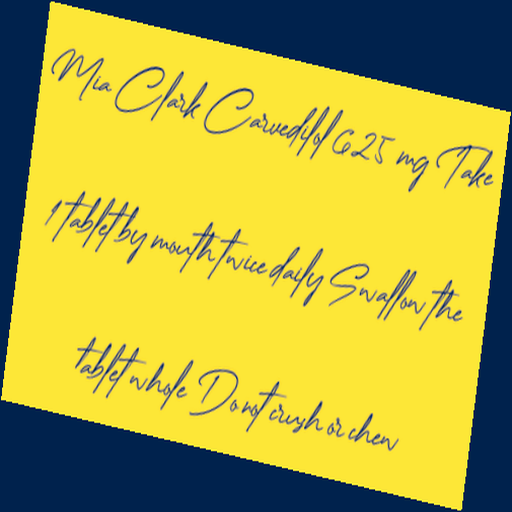 Mia Clark Carvedilol 6.25 mg Take
1 tablet by mouth twice daily Swallow the
tablet whole Do not crush or chew